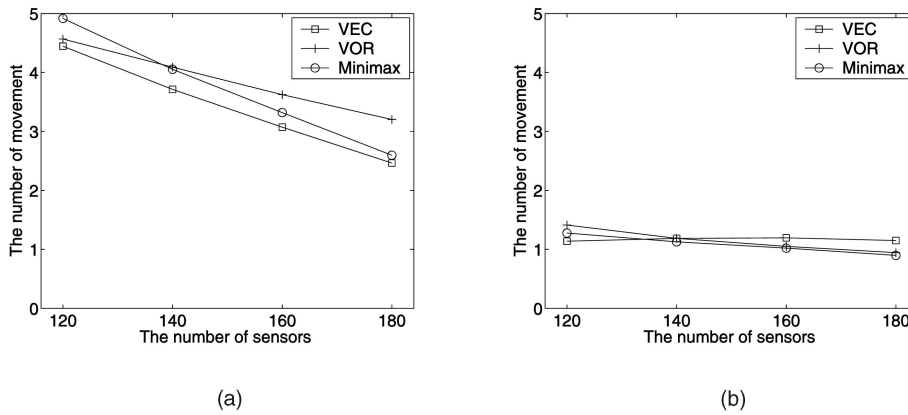 5
4
3
2
1
0
The number of movement
VEC
VOR
Minimax
120
140
160
180
The number of sensors
(a)
5
4
3
2
1
0
The number of movement
VEC
VOR
Minimax
120
140
160
180
The number of sensors
(b)